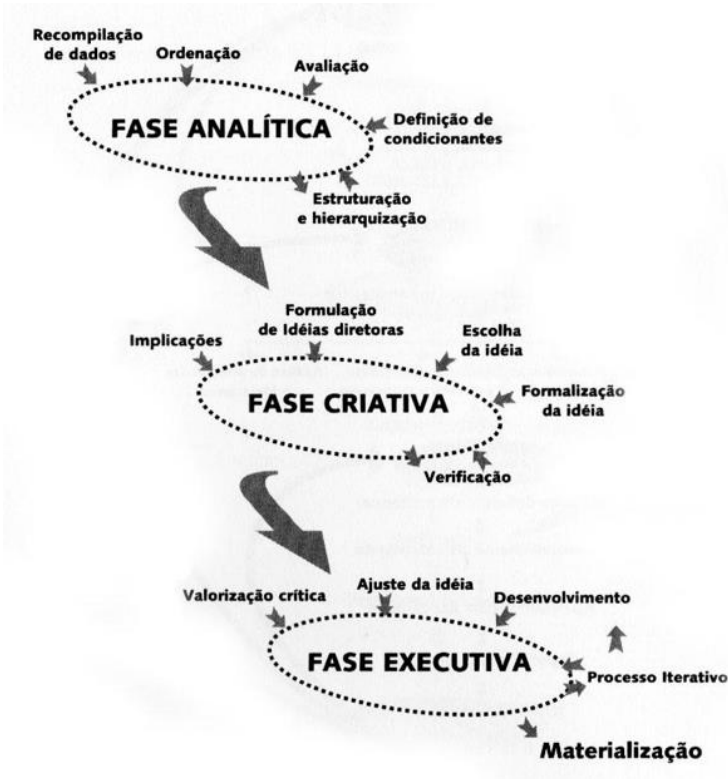 Recompilação
de dados
Ordenação
Avaliação
FASE ANALÍTICA
Definição de
condicionantes
Estruturação
e hierarquização
Formulação
de Idéias diretoras
Implicações
Escolha
da idéia
FASE CRIATIVA
Formalização
da idéia
Verificação
Valorização crítica
Ajuste da idéia
Desenvolvimento
FASE EXECUTIVA
Processo Iterativo
Materialização